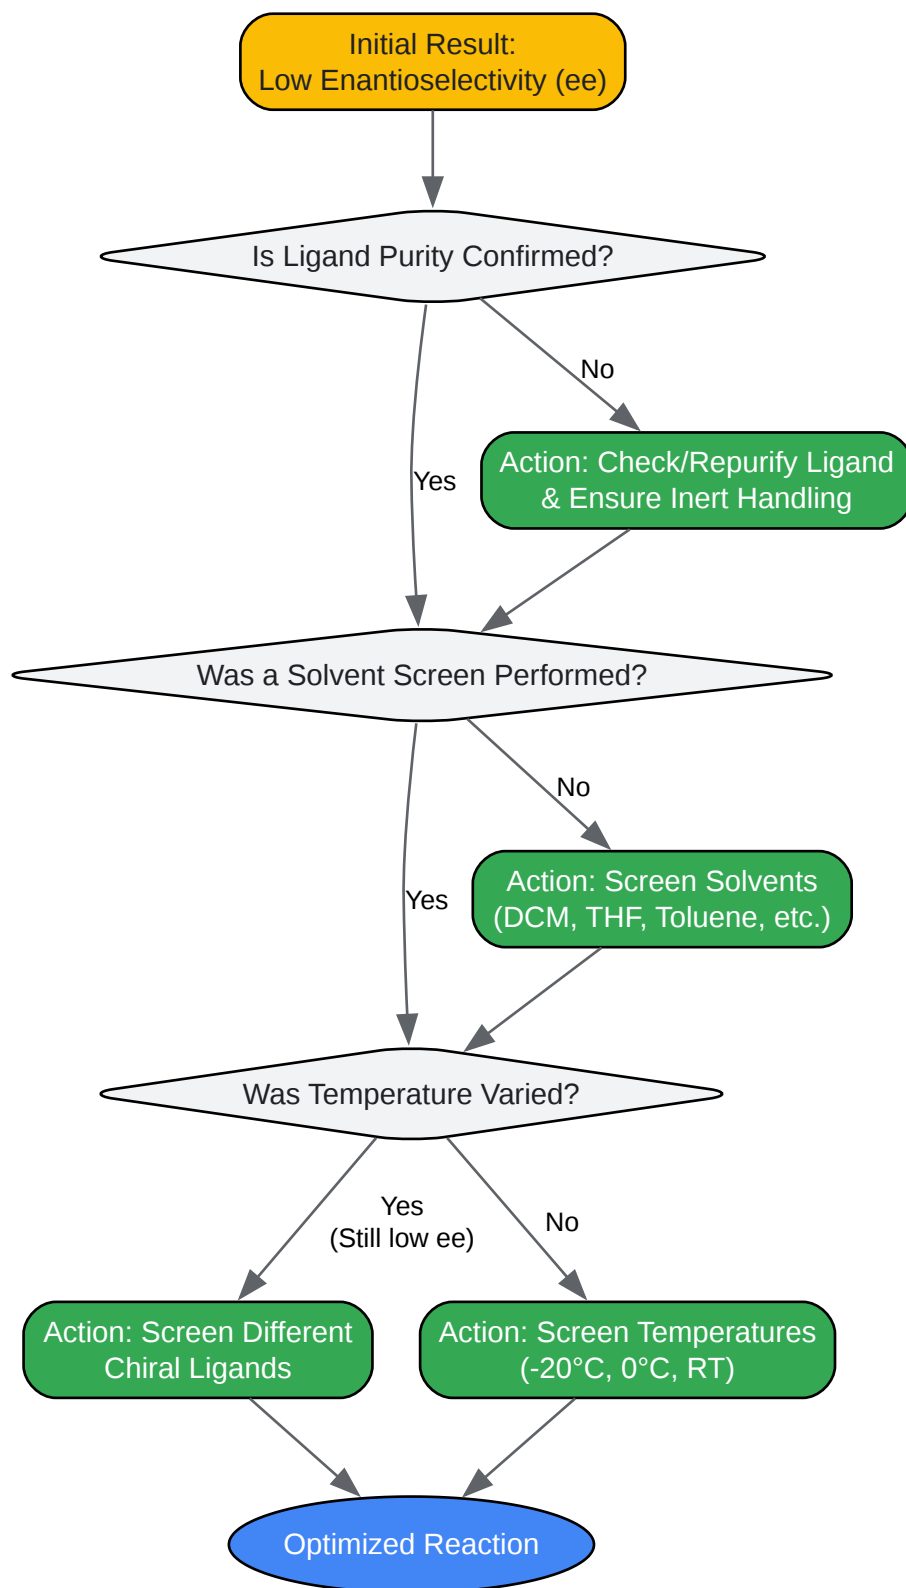 Initial Result:
Low Enantioselectivity (ee)
Is Ligand Purity Confirmed?
No
Action: Check/Repurify Ligand
& Ensure Inert Handling
Yes
Was a Solvent Screen Performed?
No
Action: Screen Solvents
(DCM, THF, Toluene, etc.)
Yes
Was Temperature Varied?
Yes
(Still low ee)
No
Action: Screen Different
Chiral Ligands
Action: Screen Temperatures
(-20°C, 0°C, RT)
Optimized Reaction